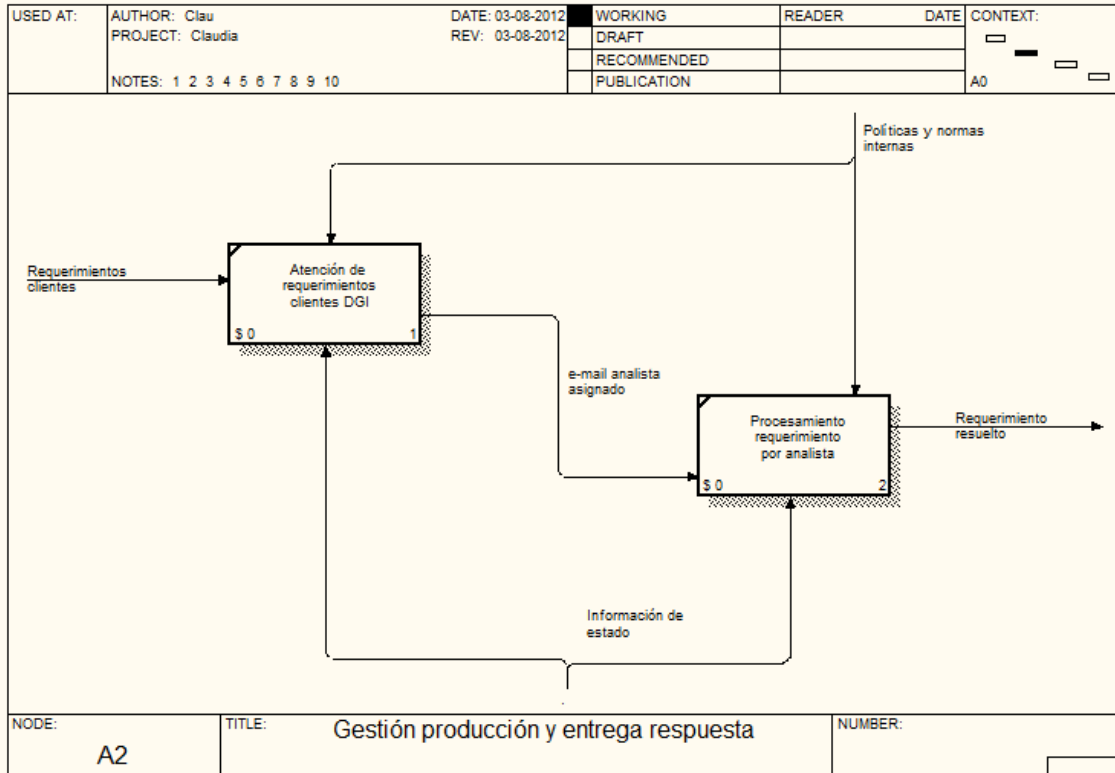 USED AT:
AUTHOR: Clau
DATE: 03-08-2012
PROJECT: Claudia
REV: 03-08-2012
NOTES: 1 2 3 4 5 6 7 8 9 10
WORKING
DRAFT
RECOMMENDED
PUBLICATION
READER
DATE
CONTEXT:
A0
Políticas y normas
internas
Requerimientos
clientes
Atención de
requerimientos
clientes DGI
$ 0
1
e-mail analista
asignado
Procesamiento
requerimiento
por analista
$ 0
2
Requerimiento
resuelto
Información de
estado
NODE:
A2
TITLE:
Gestión producción y entrega respuesta
NUMBER: